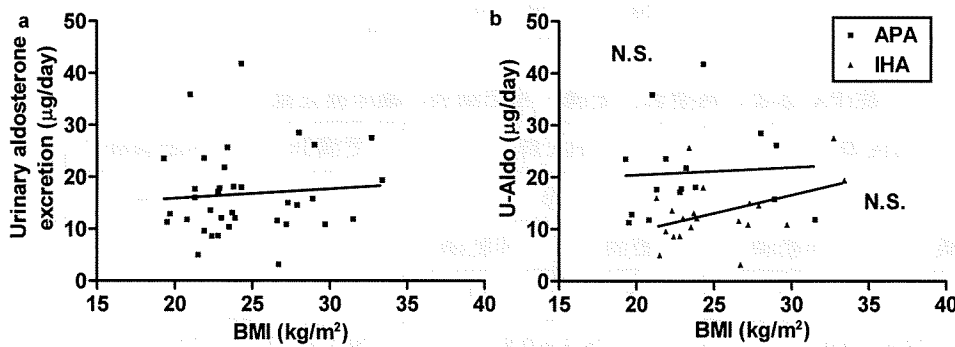 a
Urinary aldosterone
excretion (μg/day)
50
40
30
20
10
0
15
20
25
30
35
40
BMI (kg/m²)
b
U-Aldo (μg/day)
50
40
30
20
10
0
15
20
25
30
35
40
BMI (kg/m²)
N.S.
N.S.
APA
IHA